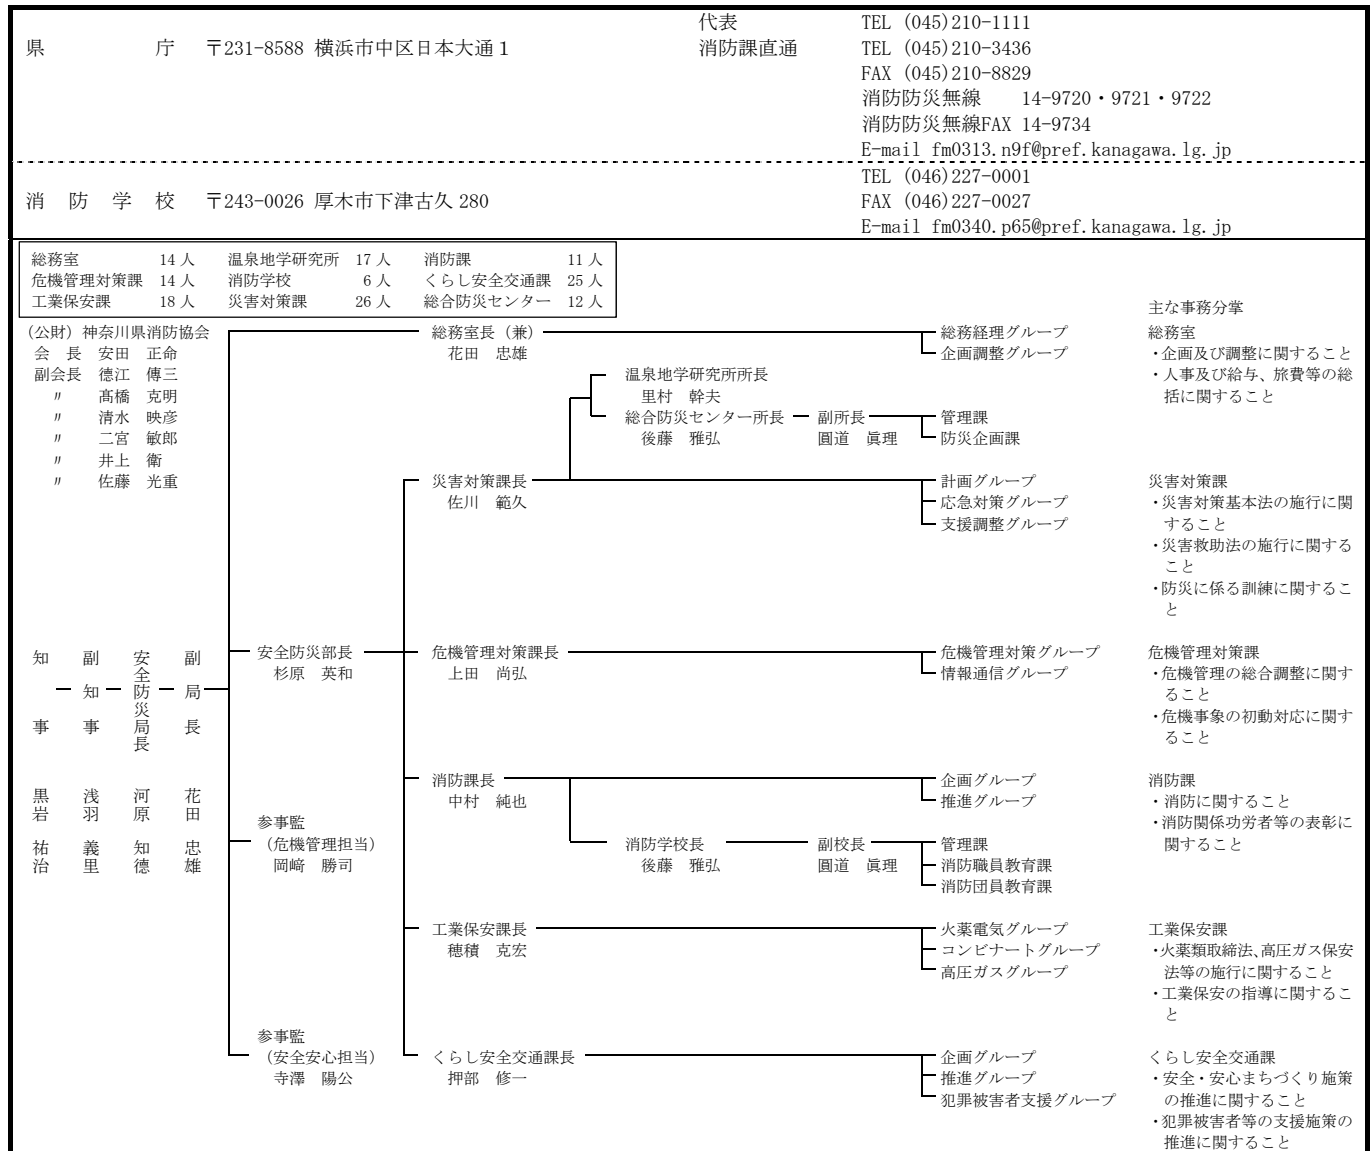 県　　　　　庁　〒231-8588 横浜市中区日本大通1
代表　TEL (045)210-1111
消防課直通　TEL (045)210-3436
FAX (045)210-8829
消防防災無線　14-9720・9721・9722
消防防災無線FAX 14-9734
E-mail fm0313.n9f@pref.kanagawa.lg.jp
消　防　学　校　〒243-0026 厚木市下津古久 280
TEL (046)227-0001
FAX (046)227-0027
E-mail fm0340.p65@pref.kanagawa.lg.jp
総務室　14 人　温泉地学研究所　17 人　消防課　11 人
危機管理対策課　14 人　消防学校　6 人　くらし安全交通課　25 人
工業保安課　18 人　災害対策課　26 人　総合防災センター　12 人
(公財) 神奈川県消防協会
会　長　安田　正命
副会長　德江　傳三
〃　髙橋　克明
〃　清水　映彦
〃　二宮　敏郎
〃　井上　衛
〃　佐藤　光重
知事
黒岩　祐治
副知事
浅羽　義里
安全防災局長
河原　知德
副局長
花田　忠雄
総務室長（兼）
花田　忠雄
総務経理グループ
企画調整グループ
安全防災部長
杉原　英和
参事監
（危機管理担当）
岡﨑　勝司
参事監
（安全安心担当）
寺澤　陽公
温泉地学研究所所長
里村　幹夫
総合防災センター所長
後藤　雅弘
副所長
圓道　眞理
管理課
防災企画課
災害対策課長
佐川　範久
計画グループ
応急対策グループ
支援調整グループ
危機管理対策課長
上田　尚弘
危機管理対策グループ
情報通信グループ
消防課長
中村　純也
企画グループ
推進グループ
消防学校長
後藤　雅弘
副校長
圓道　眞理
管理課
消防職員教育課
消防団員教育課
工業保安課長
穂積　克宏
火薬電気グループ
コンビナートグループ
高圧ガスグループ
くらし安全交通課長
押部　修一
企画グループ
推進グループ
犯罪被害者支援グループ
主な事務分掌
総務室
・企画及び調整に関すること
・人事及び給与、旅費等の総
括に関すること
災害対策課
・災害対策基本法の施行に関
すること
・災害救助法の施行に関する
こと
・防災に係る訓練に関するこ
と
危機管理対策課
・危機管理の総合調整に関す
ること
・危機事象の初動対応に関す
ること
消防課
・消防に関すること
・消防関係功労者等の表彰に
関すること
工業保安課
・火薬類取締法、高圧ガス保安
法等の施行に関すること
・工業保安の指導に関するこ
と
くらし安全交通課
・安全・安心まちづくり施策
の推進に関すること
・犯罪被害者等の支援施策の
推進に関すること